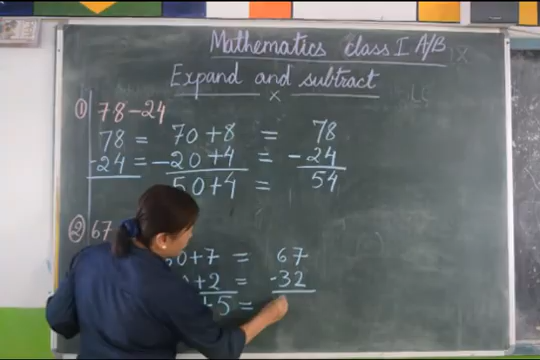 Mathematics class I A/B
Expand and subtract
x
① 78-24
78 = 70+8 = 78
-24 = -20+4 = -24
50+4 = 54
② 67
0+7 = 67
+2 = -32
+5 =